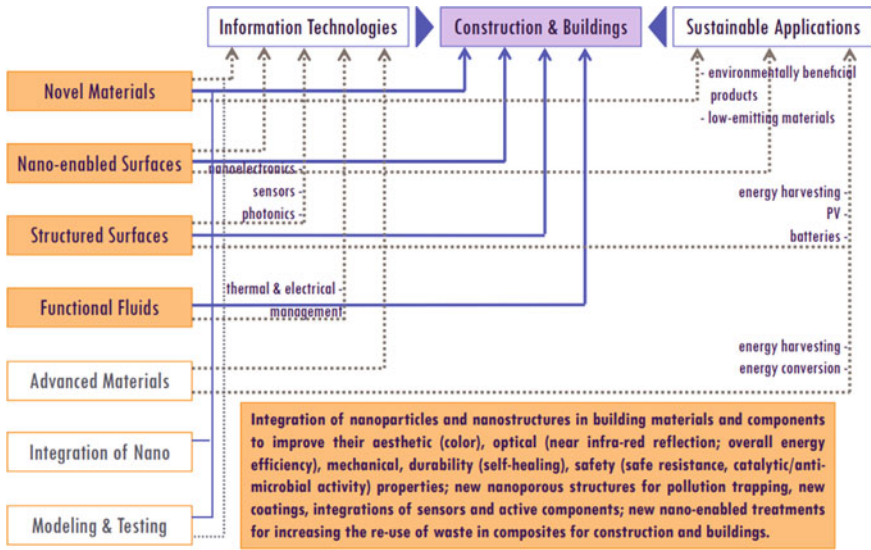 Information Technologies
Construction & Buildings
Sustainable Applications
Novel Materials
- environmentally beneficial
products
- low-emitting materials
Nano-enabled Surfaces
nanoelectronics -
sensors -
photonics -
energy harvesting -
PV -
batteries -
Structured Surfaces
Functional Fluids
thermal & electrical -
management
Advanced Materials
energy harvesting -
energy conversion -
Integration of Nano
Modeling & Testing
Integration of nanoparticles and nanostructures in building materials and components
to improve their aesthetic (color), optical (near infra-red reflection; overall energy
efficiency), mechanical, durability (self-healing), safety (safe resistance, catalytic/anti-
microbial activity) properties; new nanoporous structures for pollution trapping, new
coatings, integrations of sensors and active components; new nano-enabled treatments
for increasing the re-use of waste in composites for construction and buildings.